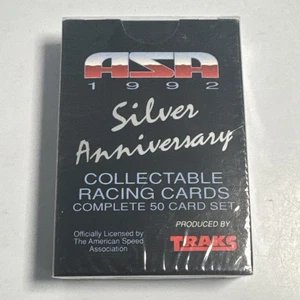 ASA
1992
Silver
Anniversary
COLLECTABLE
RACING CARDS
COMPLETE 50 CARD SET
PRODUCED BY
Officially Licensed by
The American Speed
Association
TRAKS